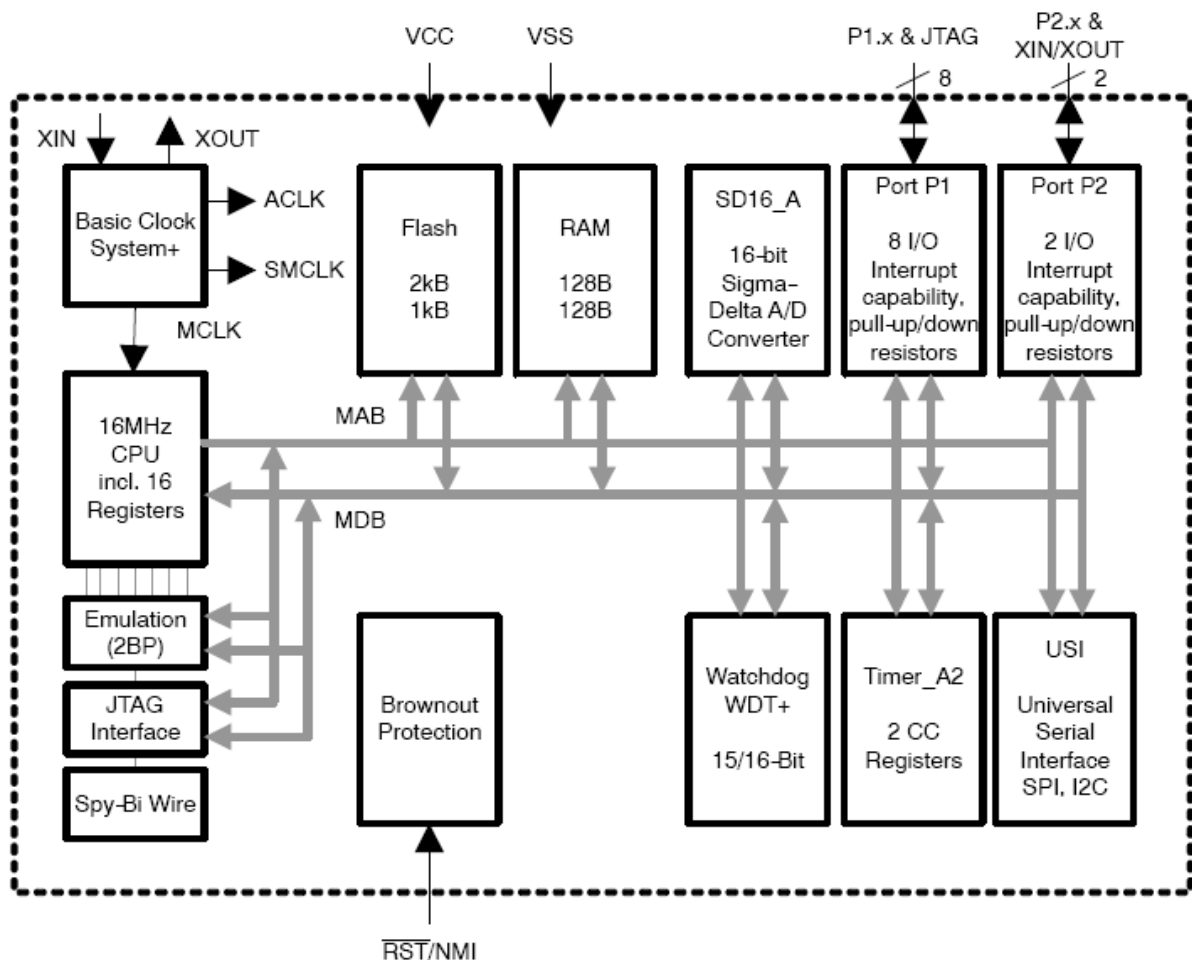 VCC
VSS
P1.x & JTAG
P2.x &
XIN/XOUT
8
2
XIN
XOUT
Basic Clock
System+
ACLK
SMCLK
MCLK
Flash
2kB
1kB
RAM
128B
128B
SD16_A
16-bit
Sigma-
Delta A/D
Converter
Port P1
8 I/O
Interrupt
capability,
pull-up/down
resistors
Port P2
2 I/O
Interrupt
capability,
pull-up/down
resistors
16MHz
CPU
incl. 16
Registers
MAB
MDB
Emulation
(2BP)
JTAG
Interface
Spy-Bi Wire
Brownout
Protection
Watchdog
WDT+
15/16-Bit
Timer_A2
2 CC
Registers
USI
Universal
Serial
Interface
SPI, I2C
RST/NMI